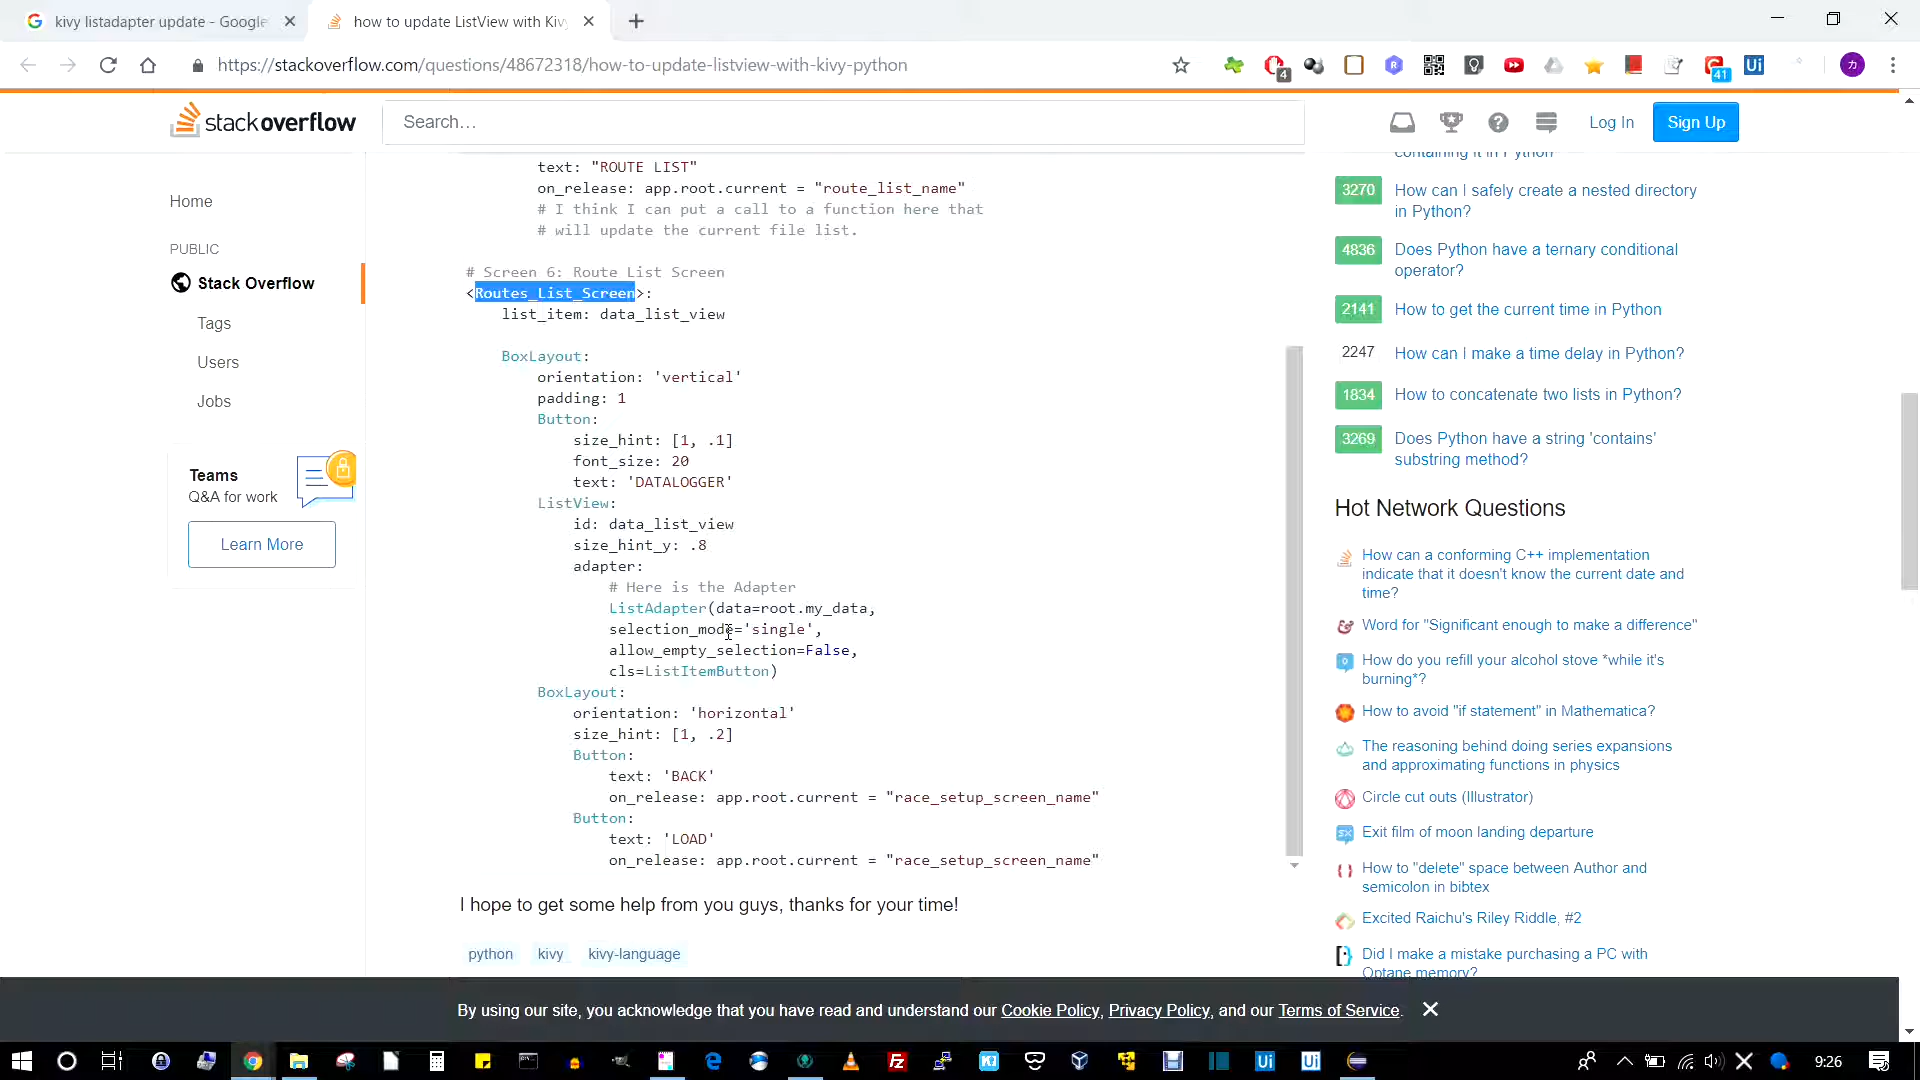 kivy listadapter update - Google
how to update ListView with Kivy
https://stackoverflow.com/questions/48672318/how-to-update-listview-with-kivy-python
4
41
Ui
stackoverflow
Search…
Log In
Sign Up
Home
PUBLIC
Stack Overflow
Tags
Users
Jobs
Teams
Q&A for work
Learn More
text: "ROUTE LIST"
on_release: app.root.current = "route_list_name"
# I think I can put a call to a function here that
# will update the current file list.
# Screen 6: Route List Screen
<Routes_List_Screen>:
list_item: data_list_view
BoxLayout:
orientation: 'vertical'
padding: 1
Button:
size_hint: [1, .1]
font_size: 20
text: 'DATALOGGER'
ListView:
id: data_list_view
size_hint_y: .8
adapter:
# Here is the Adapter
ListAdapter(data=root.my_data,
selection_mode='single',
allow_empty_selection=False,
cls=ListItemButton)
BoxLayout:
orientation: 'horizontal'
size_hint: [1, .2]
Button:
text: 'BACK'
on_release: app.root.current = "race_setup_screen_name"
Button:
text: 'LOAD'
on_release: app.root.current = "race_setup_screen_name"
I hope to get some help from you guys, thanks for your time!
python kivy kivy-language
containing it in Python
3270 How can I safely create a nested directory
in Python?
4836 Does Python have a ternary conditional
operator?
2141 How to get the current time in Python
2247 How can I make a time delay in Python?
1834 How to concatenate two lists in Python?
3269 Does Python have a string 'contains'
substring method?
Hot Network Questions
How can a conforming C++ implementation
indicate that it doesn't know the current date and
time?
Word for "Significant enough to make a difference"
How do you refill your alcohol stove *while it's
burning*?
How to avoid "if statement" in Mathematica?
The reasoning behind doing series expansions
and approximating functions in physics
Circle cut outs (Illustrator)
Exit film of moon landing departure
How to "delete" space between Author and
semicolon in bibtex
Excited Raichu's Riley Riddle, #2
Did I make a mistake purchasing a PC with
Optane memory?
By using our site, you acknowledge that you have read and understand our Cookie Policy, Privacy Policy, and our Terms of Service.
9:26